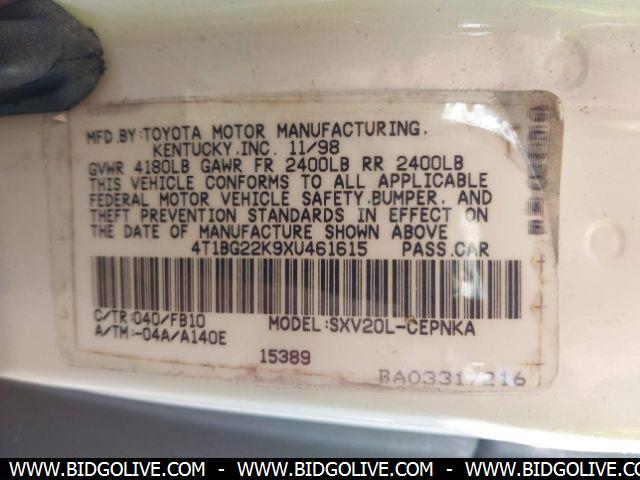 MFD.BY:TOYOTA MOTOR MANUFACTURING,
KENTUCKY,INC. 11/98
GVWR 4180LB GAWR FR 2400LB RR 2400LB
THIS VEHICLE CONFORMS TO ALL APPLICABLE
FEDERAL MOTOR VEHICLE SAFETY,BUMPER, AND
THEFT PREVENTION STANDARDS IN EFFECT ON
THE DATE OF MANUFACTURE SHOWN ABOVE
4T1BG22K9XU461615 PASS.CAR
C/TR:040/FB10 MODEL:SXV20L-CEPNKA
A/TM:-04A/A140E
15389
BA03317216
WWW.BIDGOLIVE.COM - WWW.BIDGOLIVE.COM - WWW.BIDGOLIVE.COM